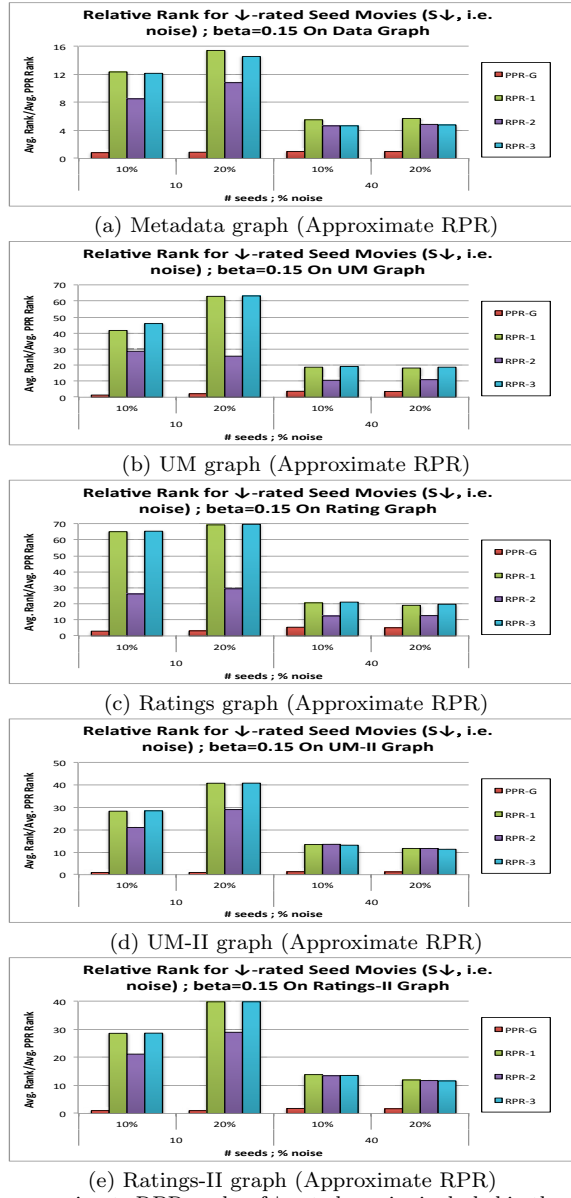 Relative Rank for ↓-rated Seed Movies (S↓, i.e.
noise) ; beta=0.15 On Data Graph
Avg. Rank/Avg. PPR Rank
16
12
8
4
0
10% 20% 10% 20%
10 40
# seeds ; % noise
PPR-G
RPR-1
RPR-2
RPR-3
(a) Metadata graph (Approximate RPR)
Relative Rank for ↓-rated Seed Movies (S↓, i.e.
noise) ; beta=0.15 On UM Graph
Avg. Rank/Avg. PPR Rank
70
60
50
40
30
20
10
0
10% 20% 10% 20%
10 40
# seeds ; % noise
PPR-G
RPR-1
RPR-2
RPR-3
(b) UM graph (Approximate RPR)
Relative Rank for ↓-rated Seed Movies (S↓, i.e.
noise) ; beta=0.15 On Rating Graph
Avg. Rank/Avg. PPR Rank
70
60
50
40
30
20
10
0
10% 20% 10% 20%
10 40
# seeds ; % noise
PPR-G
RPR-1
RPR-2
RPR-3
(c) Ratings graph (Approximate RPR)
Relative Rank for ↓-rated Seed Movies (S↓, i.e.
noise) ; beta=0.15 On UM-II Graph
Avg. Rank/Avg. PPR Rank
50
40
30
20
10
0
10% 20% 10% 20%
10 40
# seeds ; % noise
PPR-G
RPR-1
RPR-2
RPR-3
(d) UM-II graph (Approximate RPR)
Relative Rank for ↓-rated Seed Movies (S↓, i.e.
noise) ; beta=0.15 On Ratings-II Graph
Avg. Rank/Avg. PPR Rank
40
30
20
10
0
10% 20% 10% 20%
10 40
# seeds ; % noise
PPR-G
RPR-1
RPR-2
RPR-3
(e) Ratings-II graph (Approximate RPR)